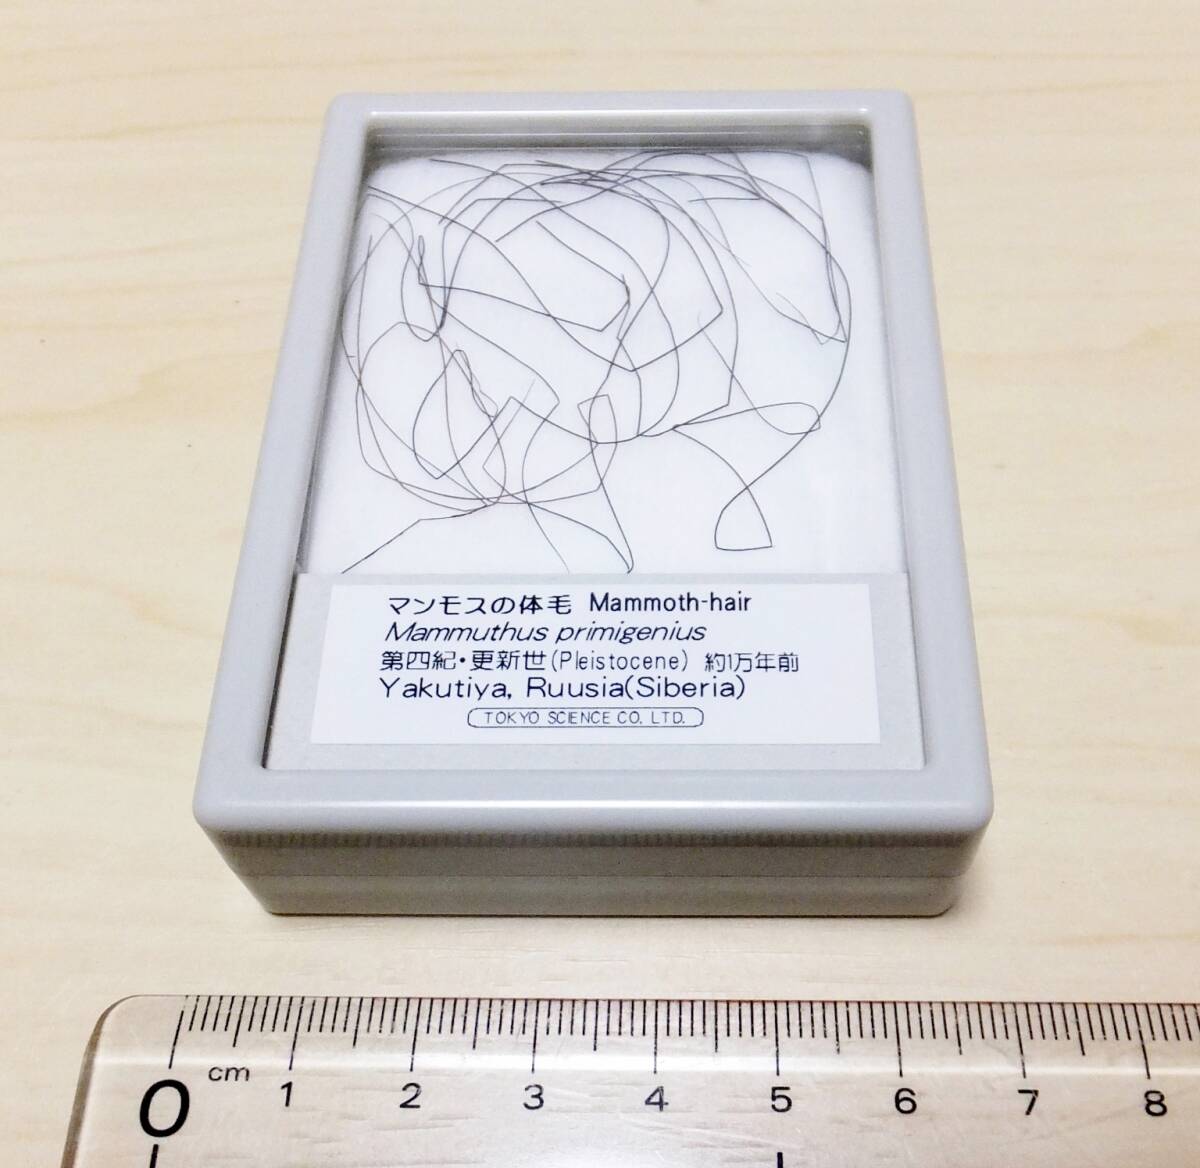 マンモスの体毛 Mammoth-hair
Mammuthus primigenius
第四紀・更新世(Pleistocene) 約1万年前
Yakutiya, Ruusia(Siberia)
TOKYO SCIENCE CO. LTD.
0 cm 1 2 3 4 5 6 7 8